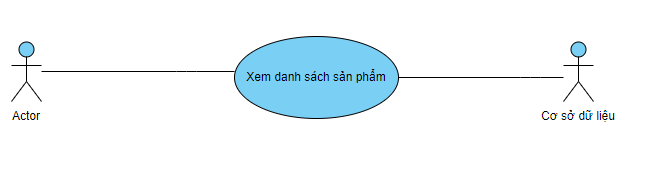 Xem danh sách sản phẩm
Actor
Cơ sở dữ liệu